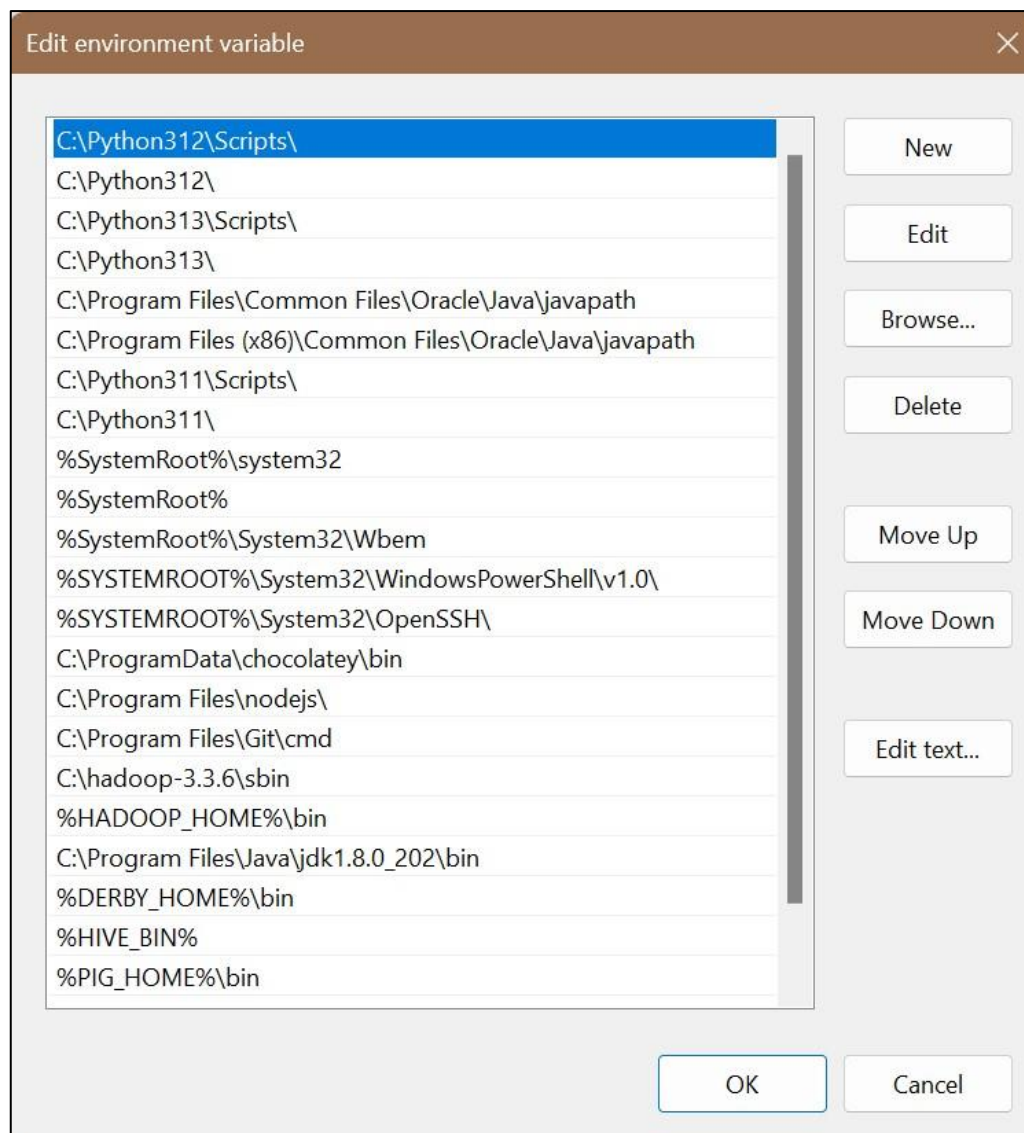 Edit environment variable
C:\Python312\Scripts\
New
C:\Python312\
C:\Python313\Scripts\
Edit
C:\Python313\
C:\Program Files\Common Files\Oracle\Java\javapath
Browse...
C:\Program Files (x86)\Common Files\Oracle\Java\javapath
C:\Python311\Scripts\
Delete
C:\Python311\
%SystemRoot%\system32
%SystemRoot%
%SystemRoot%\System32\Wbem
Move Up
%SYSTEMROOT%\System32\WindowsPowerShell\v1.0\
%SYSTEMROOT%\System32\OpenSSH\
Move Down
C:\ProgramData\chocolatey\bin
C:\Program Files\nodejs\
C:\Program Files\Git\cmd
Edit text...
C:\hadoop-3.3.6\sbin
%HADOOP_HOME%\bin
C:\Program Files\Java\jdk1.8.0_202\bin
%DERBY_HOME%\bin
%HIVE_BIN%
%PIG_HOME%\bin
OK
Cancel